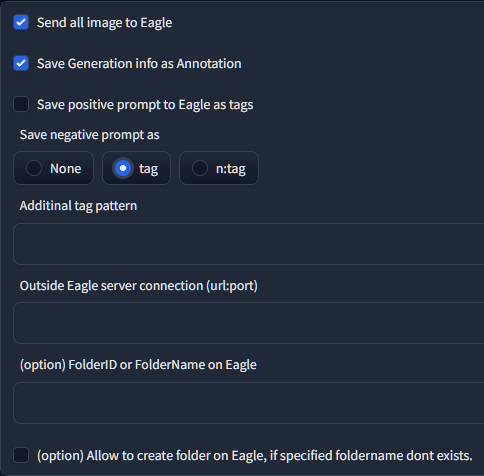 Send all image to Eagle
Save Generation info as Annotation
Save positive prompt to Eagle as tags
Save negative prompt as
None tag n:tag
Additinal tag pattern
Outside Eagle server connection (url:port)
(option) FolderID or FolderName on Eagle
(option) Allow to create folder on Eagle, if specified foldername dont exists.